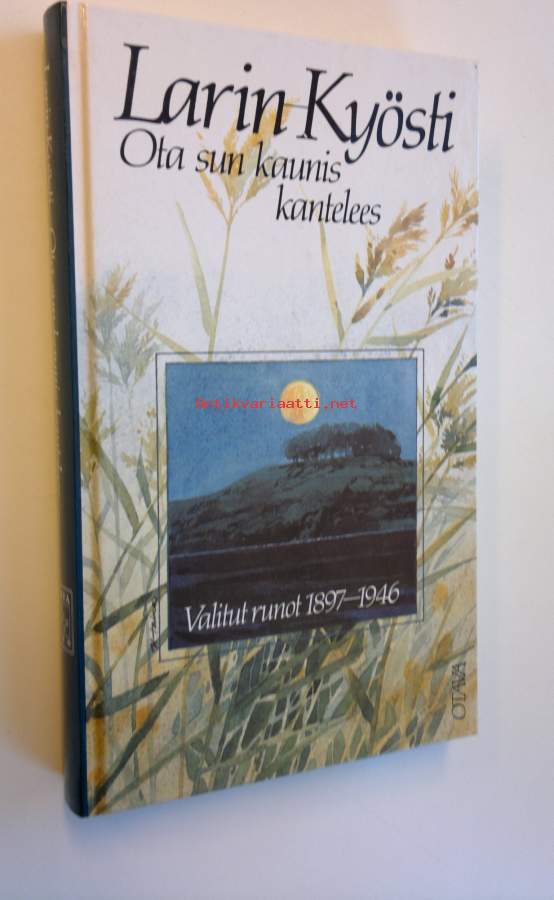 Larin-Kyösti
Ota sun kaunis
kantelees
Antikvariaatti.net
Valitut runot 1897—1946
OTAVA